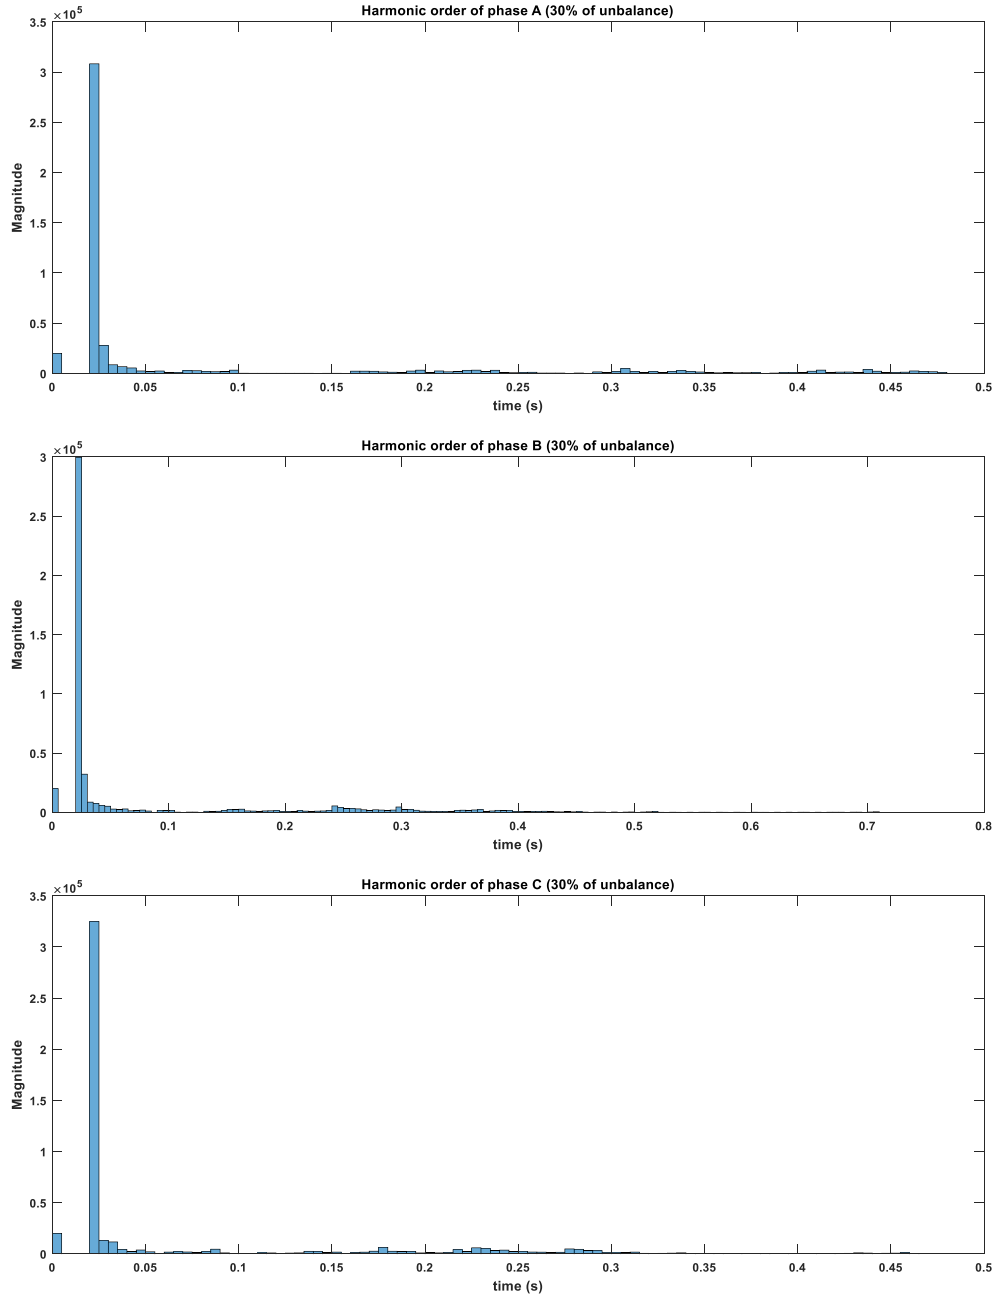 Harmonic order of phase A (30% of unbalance)
×10⁵
3.5
3
2.5
2
1.5
1
0.5
0
Magnitude
0 0.05 0.1 0.15 0.2 0.25 0.3 0.35 0.4 0.45 0.5
time (s)
Harmonic order of phase B (30% of unbalance)
×10⁵
3
2.5
2
1.5
1
0.5
0
Magnitude
0 0.1 0.2 0.3 0.4 0.5 0.6 0.7 0.8
time (s)
Harmonic order of phase C (30% of unbalance)
×10⁵
3.5
3
2.5
2
1.5
1
0.5
0
Magnitude
0 0.05 0.1 0.15 0.2 0.25 0.3 0.35 0.4 0.45 0.5
time (s)